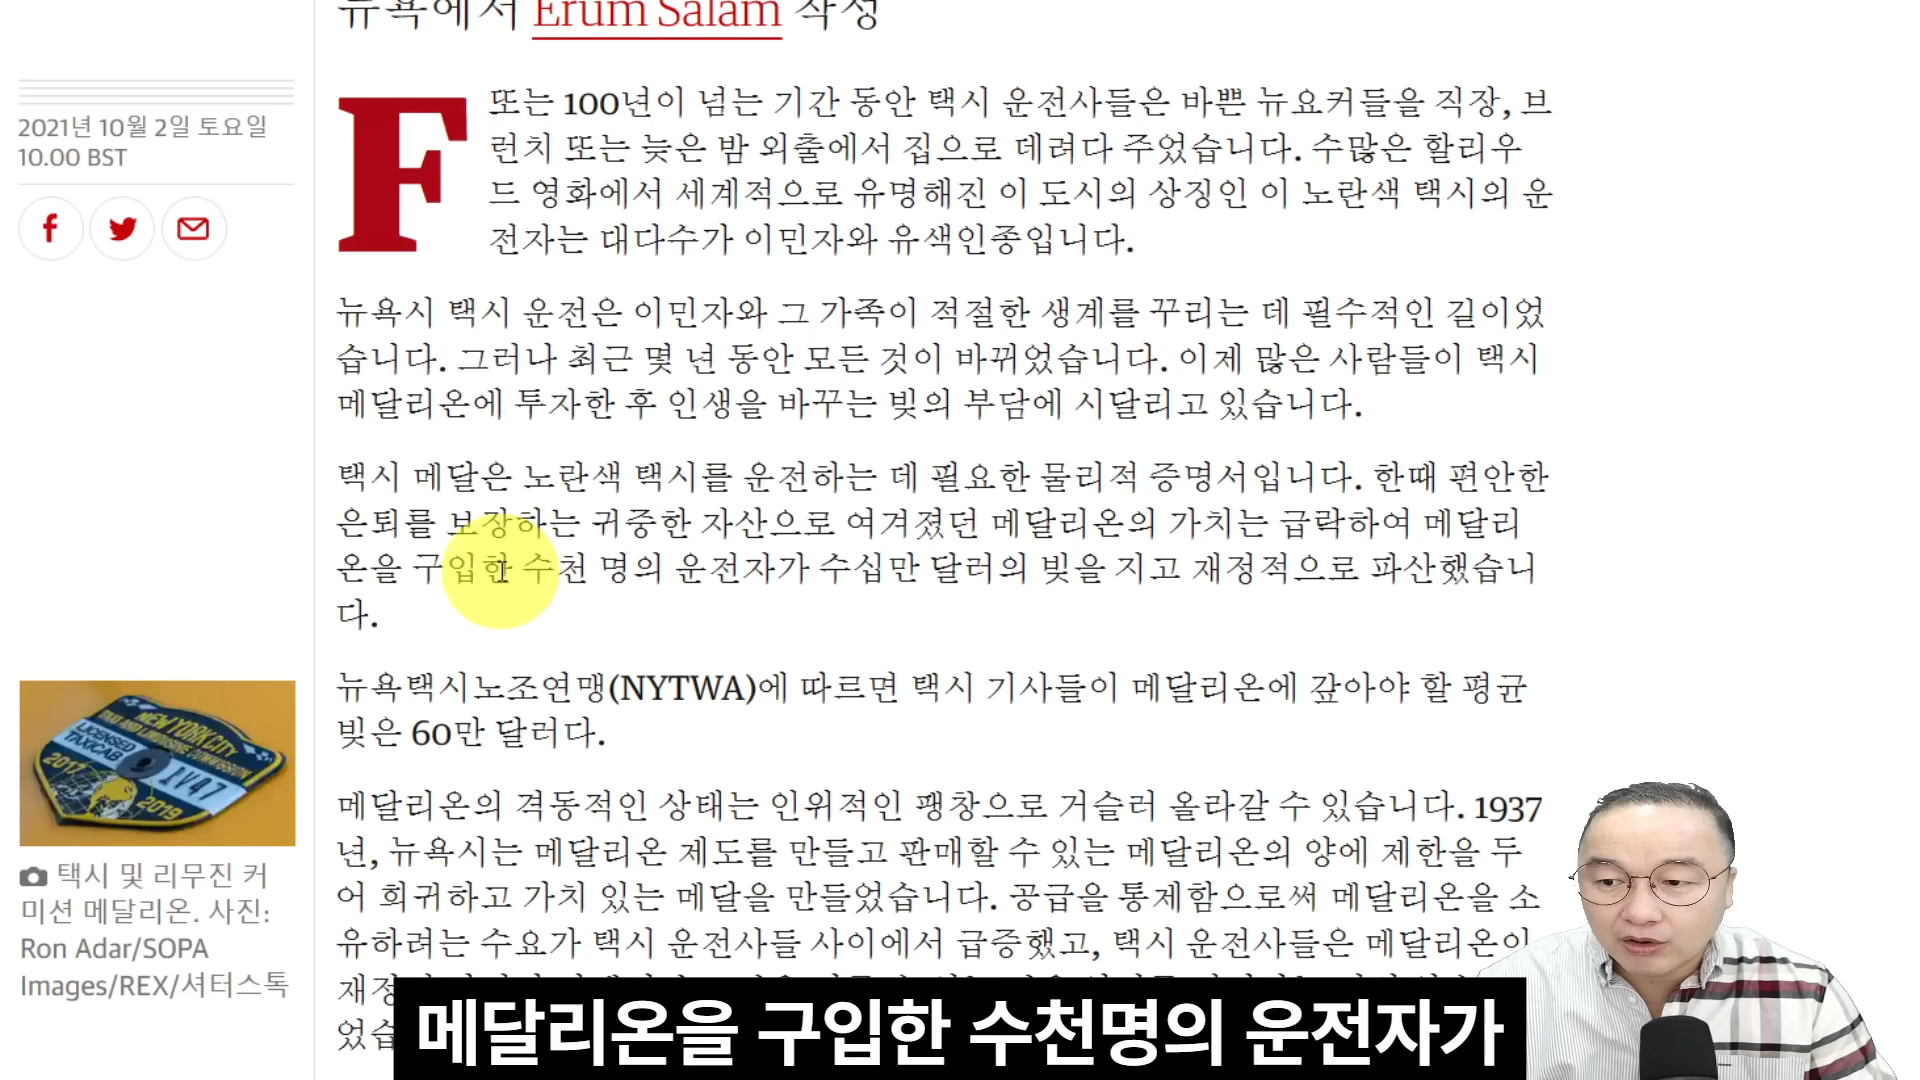 뉴욕에서 Erum Salam 작성
2021년 10월 2일 토요일
10.00 BST
F
또는 100년이 넘는 기간 동안 택시 운전사들은 바쁜 뉴요커들을 직장, 브
런치 또는 늦은 밤 외출에서 집으로 데려다 주었습니다. 수많은 할리우
드 영화에서 세계적으로 유명해진 이 도시의 상징인 이 노란색 택시의 운
전자는 대다수가 이민자와 유색인종입니다.
뉴욕시 택시 운전은 이민자와 그 가족이 적절한 생계를 꾸리는 데 필수적인 길이었
습니다. 그러나 최근 몇 년 동안 모든 것이 바뀌었습니다. 이제 많은 사람들이 택시
메달리온에 투자한 후 인생을 바꾸는 빚의 부담에 시달리고 있습니다.
택시 메달은 노란색 택시를 운전하는 데 필요한 물리적 증명서입니다. 한때 편안한
은퇴를 보장하는 귀중한 자산으로 여겨졌던 메달리온의 가치는 급락하여 메달리
온을 구입한 수천 명의 운전자가 수십만 달러의 빚을 지고 재정적으로 파산했습니
다.
뉴욕택시노조연맹(NYTWA)에 따르면 택시 기사들이 메달리온에 갚아야 할 평균
빚은 60만 달러다.
메달리온의 격동적인 상태는 인위적인 팽창으로 거슬러 올라갈 수 있습니다. 1937
년, 뉴욕시는 메달리온 제도를 만들고 판매할 수 있는 메달리온의 양에 제한을 두
어 희귀하고 가치 있는 메달을 만들었습니다. 공급을 통제함으로써 메달리온을 소
유하려는 수요가 택시 운전사들 사이에서 급증했고, 택시 운전사들은 메달리온이
NEW YORK CITY
TAXI AND LIMOUSINE COMMISSION
LICENSED
TAXICAB
1V47
2017
2019
택시 및 리무진 커
미션 메달리온. 사진:
Ron Adar/SOPA
Images/REX/셔터스톡
메달리온을 구입한 수천명의 운전자가